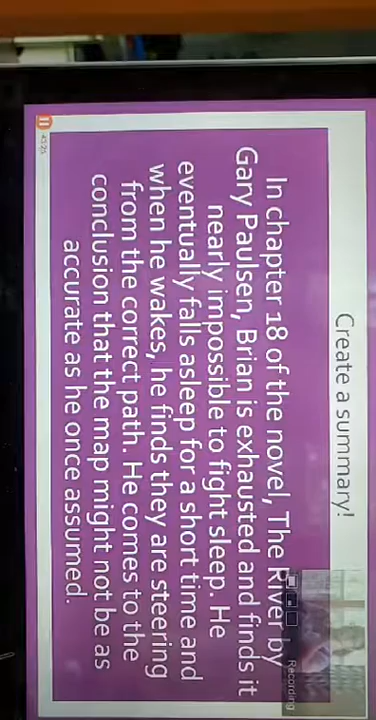 Create a summary!
In chapter 18 of the novel, The River by
Gary Paulsen, Brian is exhausted and finds it
nearly impossible to fight sleep. He
eventually falls asleep for a short time and
when he wakes, he finds they are steering
from the correct path. He comes to the
conclusion that the map might not be as
accurate as he once assumed.
Recording